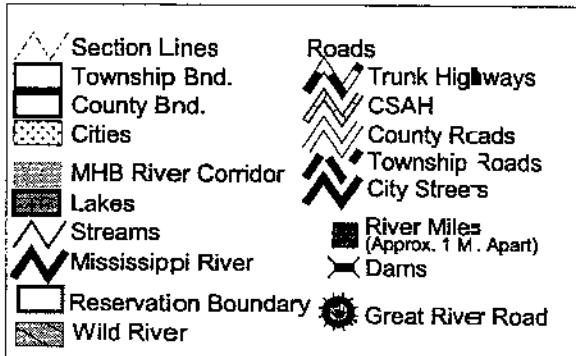 Section Lines
Township Bnd.
County Bnd.
Cities
MHB River Corridor
Lakes
Streams
Mississippi River
Reservation Boundary
Wild River
Roads
Trunk Highways
CSAH
County Roads
Township Roads
City Streets
River Miles
(Approx. 1 M. Apart)
Dams
Great River Road